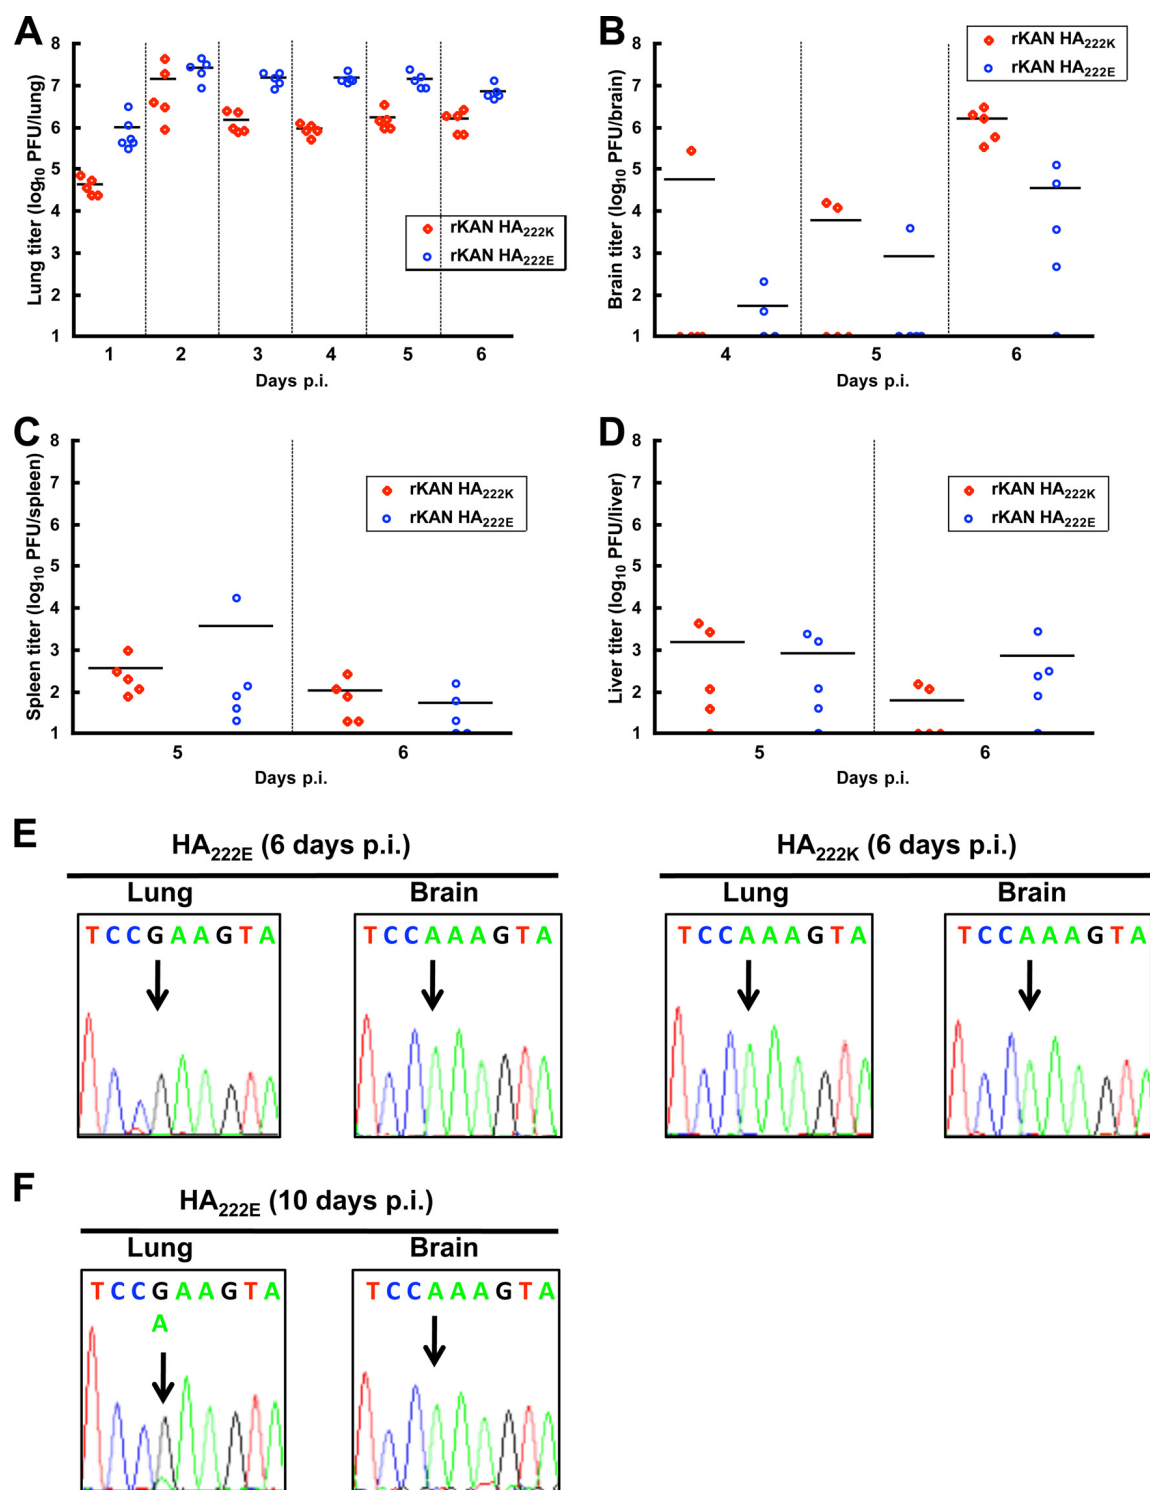 A
Lung titer (log10 PFU/lung)
8
7
6
5
4
3
2
1
rKAN HA222K
rKAN HA222E
1 2 3 4 5 6
Days p.i.
B
Brain titer (log10 PFU/brain)
8
7
6
5
4
3
2
1
rKAN HA222K
rKAN HA222E
4 5 6
Days p.i.
C
Spleen titer (log10 PFU/spleen)
8
7
6
5
4
3
2
1
rKAN HA222K
rKAN HA222E
5 6
Days p.i.
D
Liver titer (log10 PFU/liver)
8
7
6
5
4
3
2
1
rKAN HA222K
rKAN HA222E
5 6
Days p.i.
E
HA222E (6 days p.i.)
Lung Brain
TCCGAAGTA
TCCAAAGTA
HA222K (6 days p.i.)
Lung Brain
TCCAAAGTA
TCCAAAGTA
F
HA222E (10 days p.i.)
Lung Brain
TCCGAAGTA
A
TCCAAAGTA